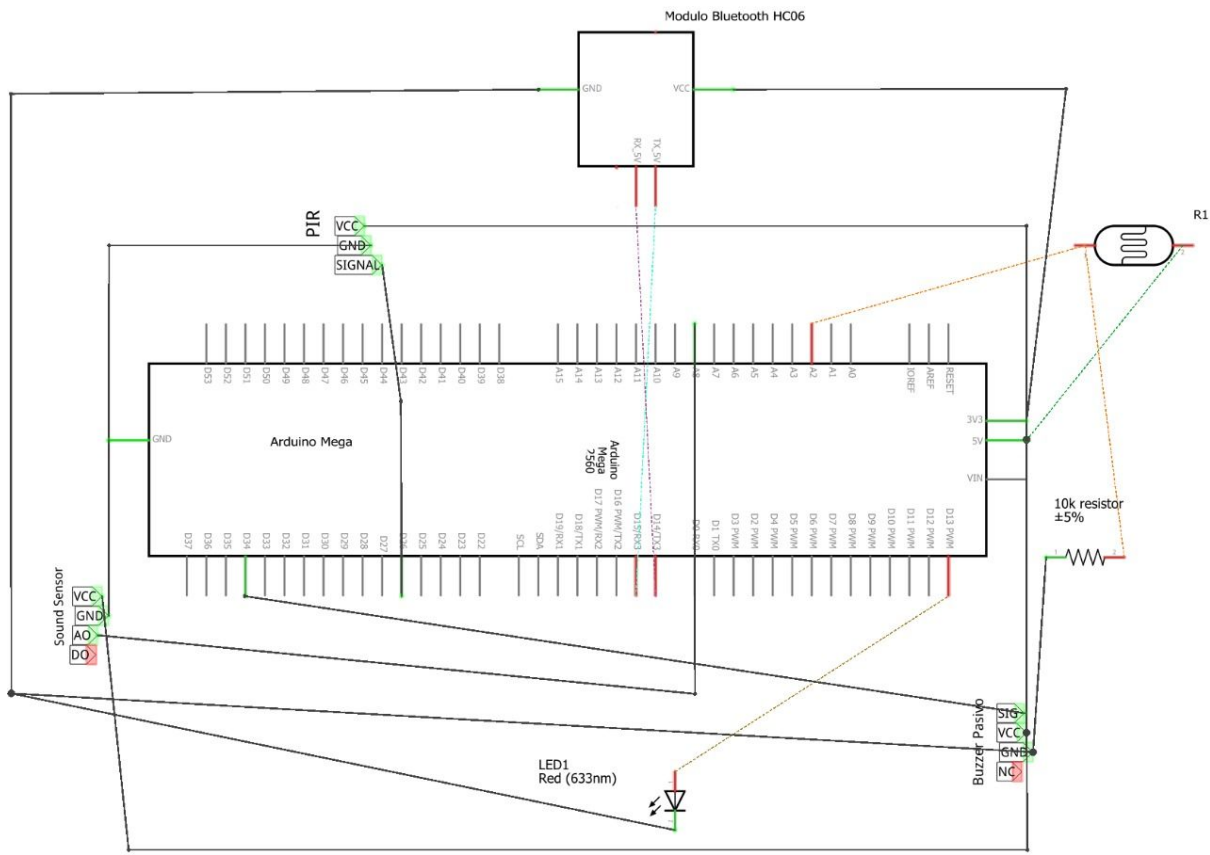 Modulo Bluetooth HC06
GND
VCC
RX_5V
TX_5V
PIR
VCC
GND
SIGNAL
R1
D53
D52
D51
D50
D49
D48
D47
D46
D45
D44
D43
D42
D41
D40
D39
D38
A15
A14
A13
A12
A11
A10
A9
A8
A7
A6
A5
A4
A3
A2
A1
A0
IOREF
AREF
RESET
3V3
5V
VIN
GND
Arduino Mega
Arduino
Mega
2560
D37
D36
D35
D34
D33
D32
D31
D30
D29
D28
D27
D26
D25
D24
D23
D22
SCL
SDA
D19/RX1
D18/TX1
D17 PWM/RX2
D16 PWM/TX2
D15/RX3
D14/TX3
D0 RX0
D1 TX0
D3 PWM
D2 PWM
D4 PWM
D5 PWM
D6 PWM
D7 PWM
D8 PWM
D9 PWM
D10 PWM
D11 PWM
D12 PWM
D13 PWM
10k resistor
±5%
1
2
Sound Sensor
VCC
GND
AO
DO
Buzzer Pasivo
SIG
VCC
GND
NC
LED1
Red (633nm)